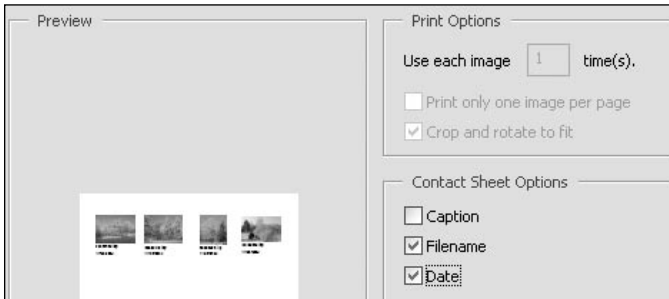 Preview
Print Options
Use each image 1 time(s).
Print only one image per page
Crop and rotate to fit
Contact Sheet Options
Caption
Filename
Date